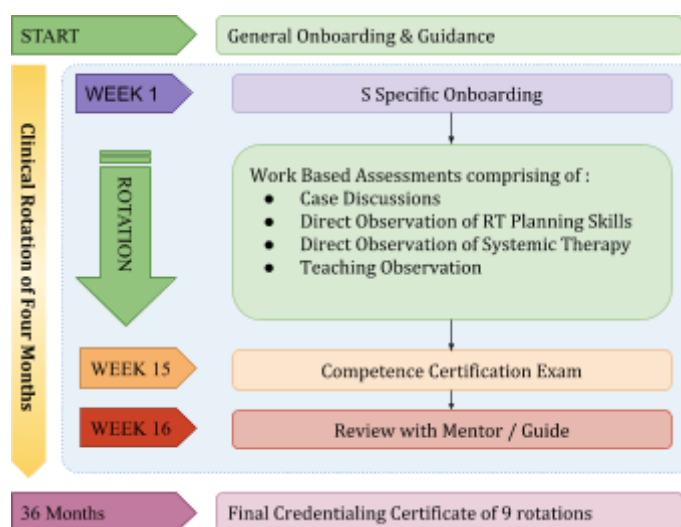 START
General Onboarding & Guidance
Clinical Rotation of Four Months
WEEK 1
S Specific Onboarding
ROTATION
Work Based Assessments comprising of :
● Case Discussions
● Direct Observation of RT Planning Skills
● Direct Observation of Systemic Therapy
● Teaching Observation
WEEK 15
Competence Certification Exam
WEEK 16
Review with Mentor / Guide
36 Months
Final Credentialing Certificate of 9 rotations